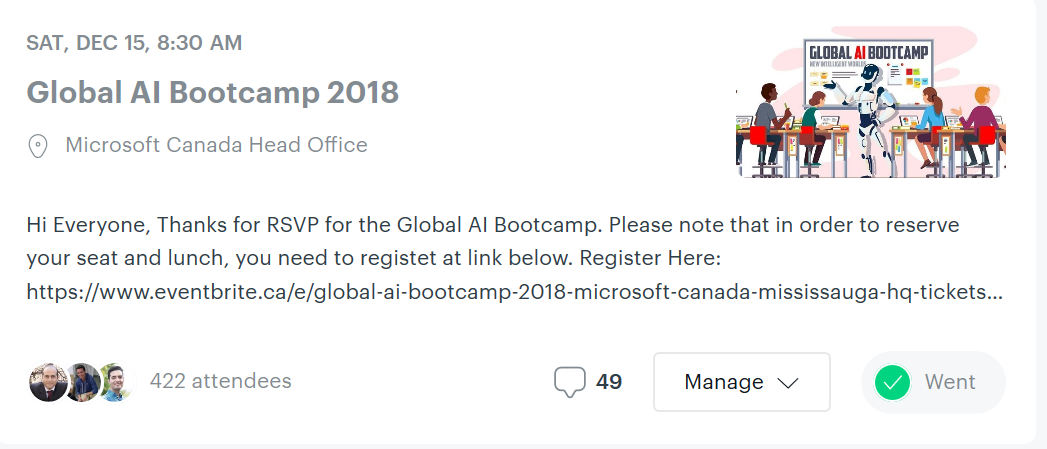 SAT, DEC 15, 8:30 AM
Global AI Bootcamp 2018
Microsoft Canada Head Office
GLOBAL AI BOOTCAMP
NEW INTELLIGENT WORLD
Hi Everyone, Thanks for RSVP for the Global AI Bootcamp. Please note that in order to reserve
your seat and lunch, you need to registet at link below. Register Here:
https://www.eventbrite.ca/e/global-ai-bootcamp-2018-microsoft-canada-mississauga-hq-tickets...
422 attendees
49
Manage
Went